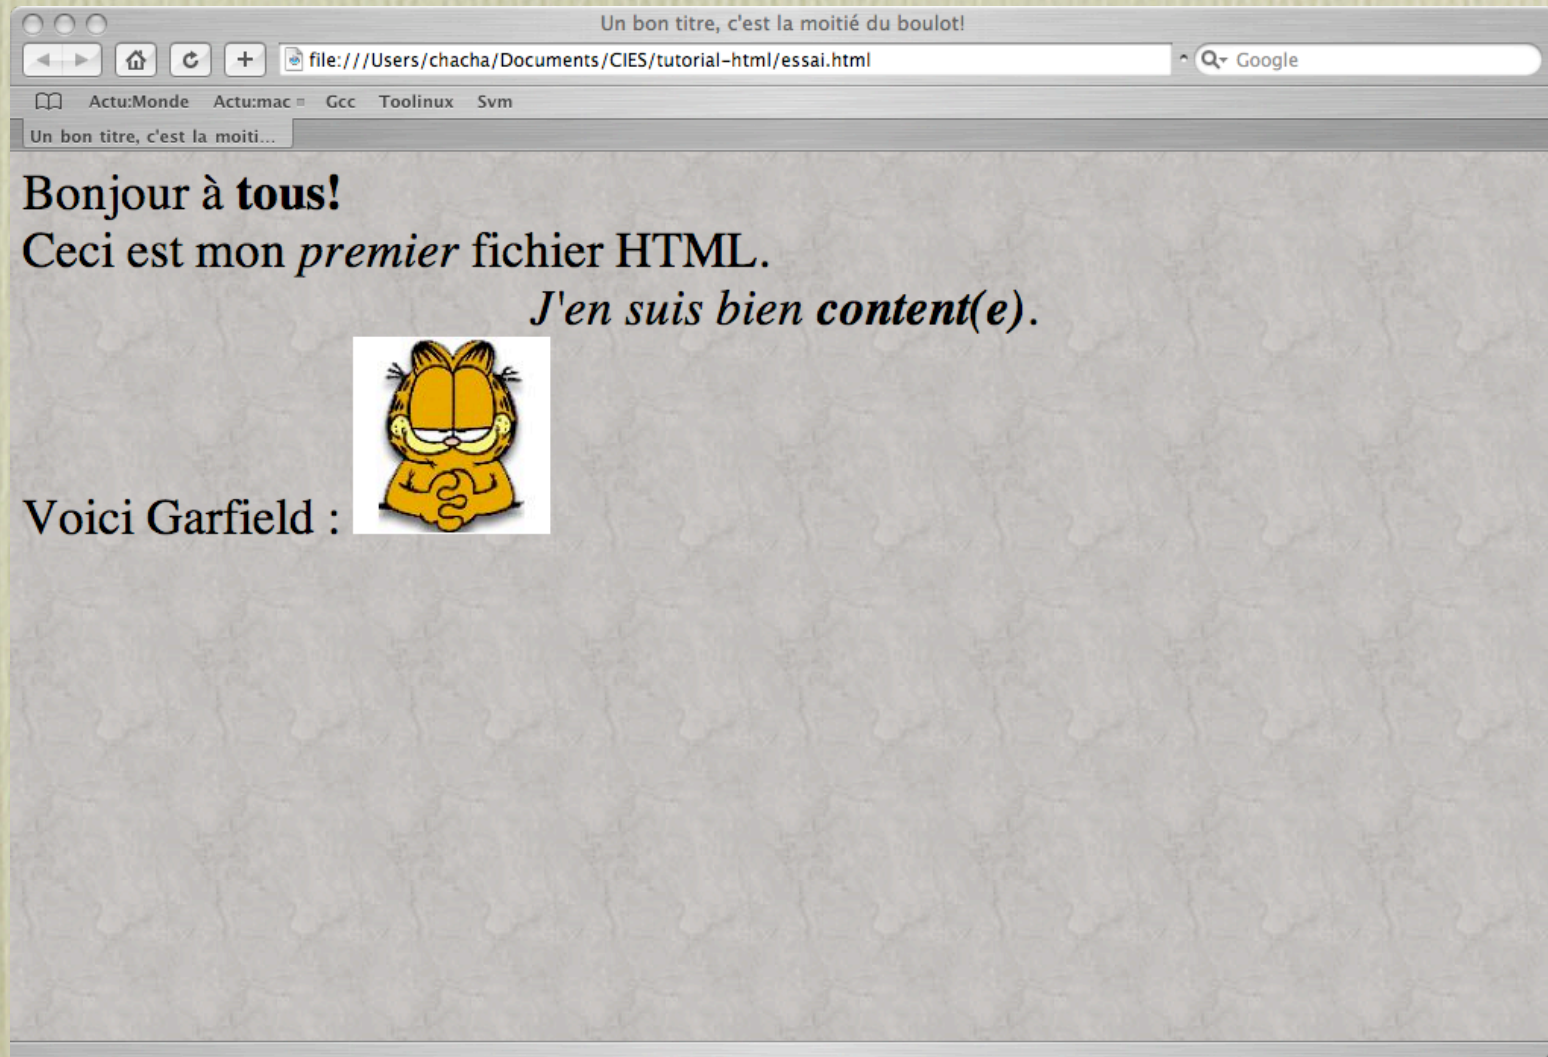 Un bon titre, c'est la moitié du boulot!
file:///Users/chacha/Documents/CIES/tutorial-html/essai.html
Google
Actu:Monde Actu:mac Gcc Toolinux Svm
Un bon titre, c'est la moiti...
Bonjour à tous!
Ceci est mon premier fichier HTML.
J'en suis bien content(e).
Voici Garfield :